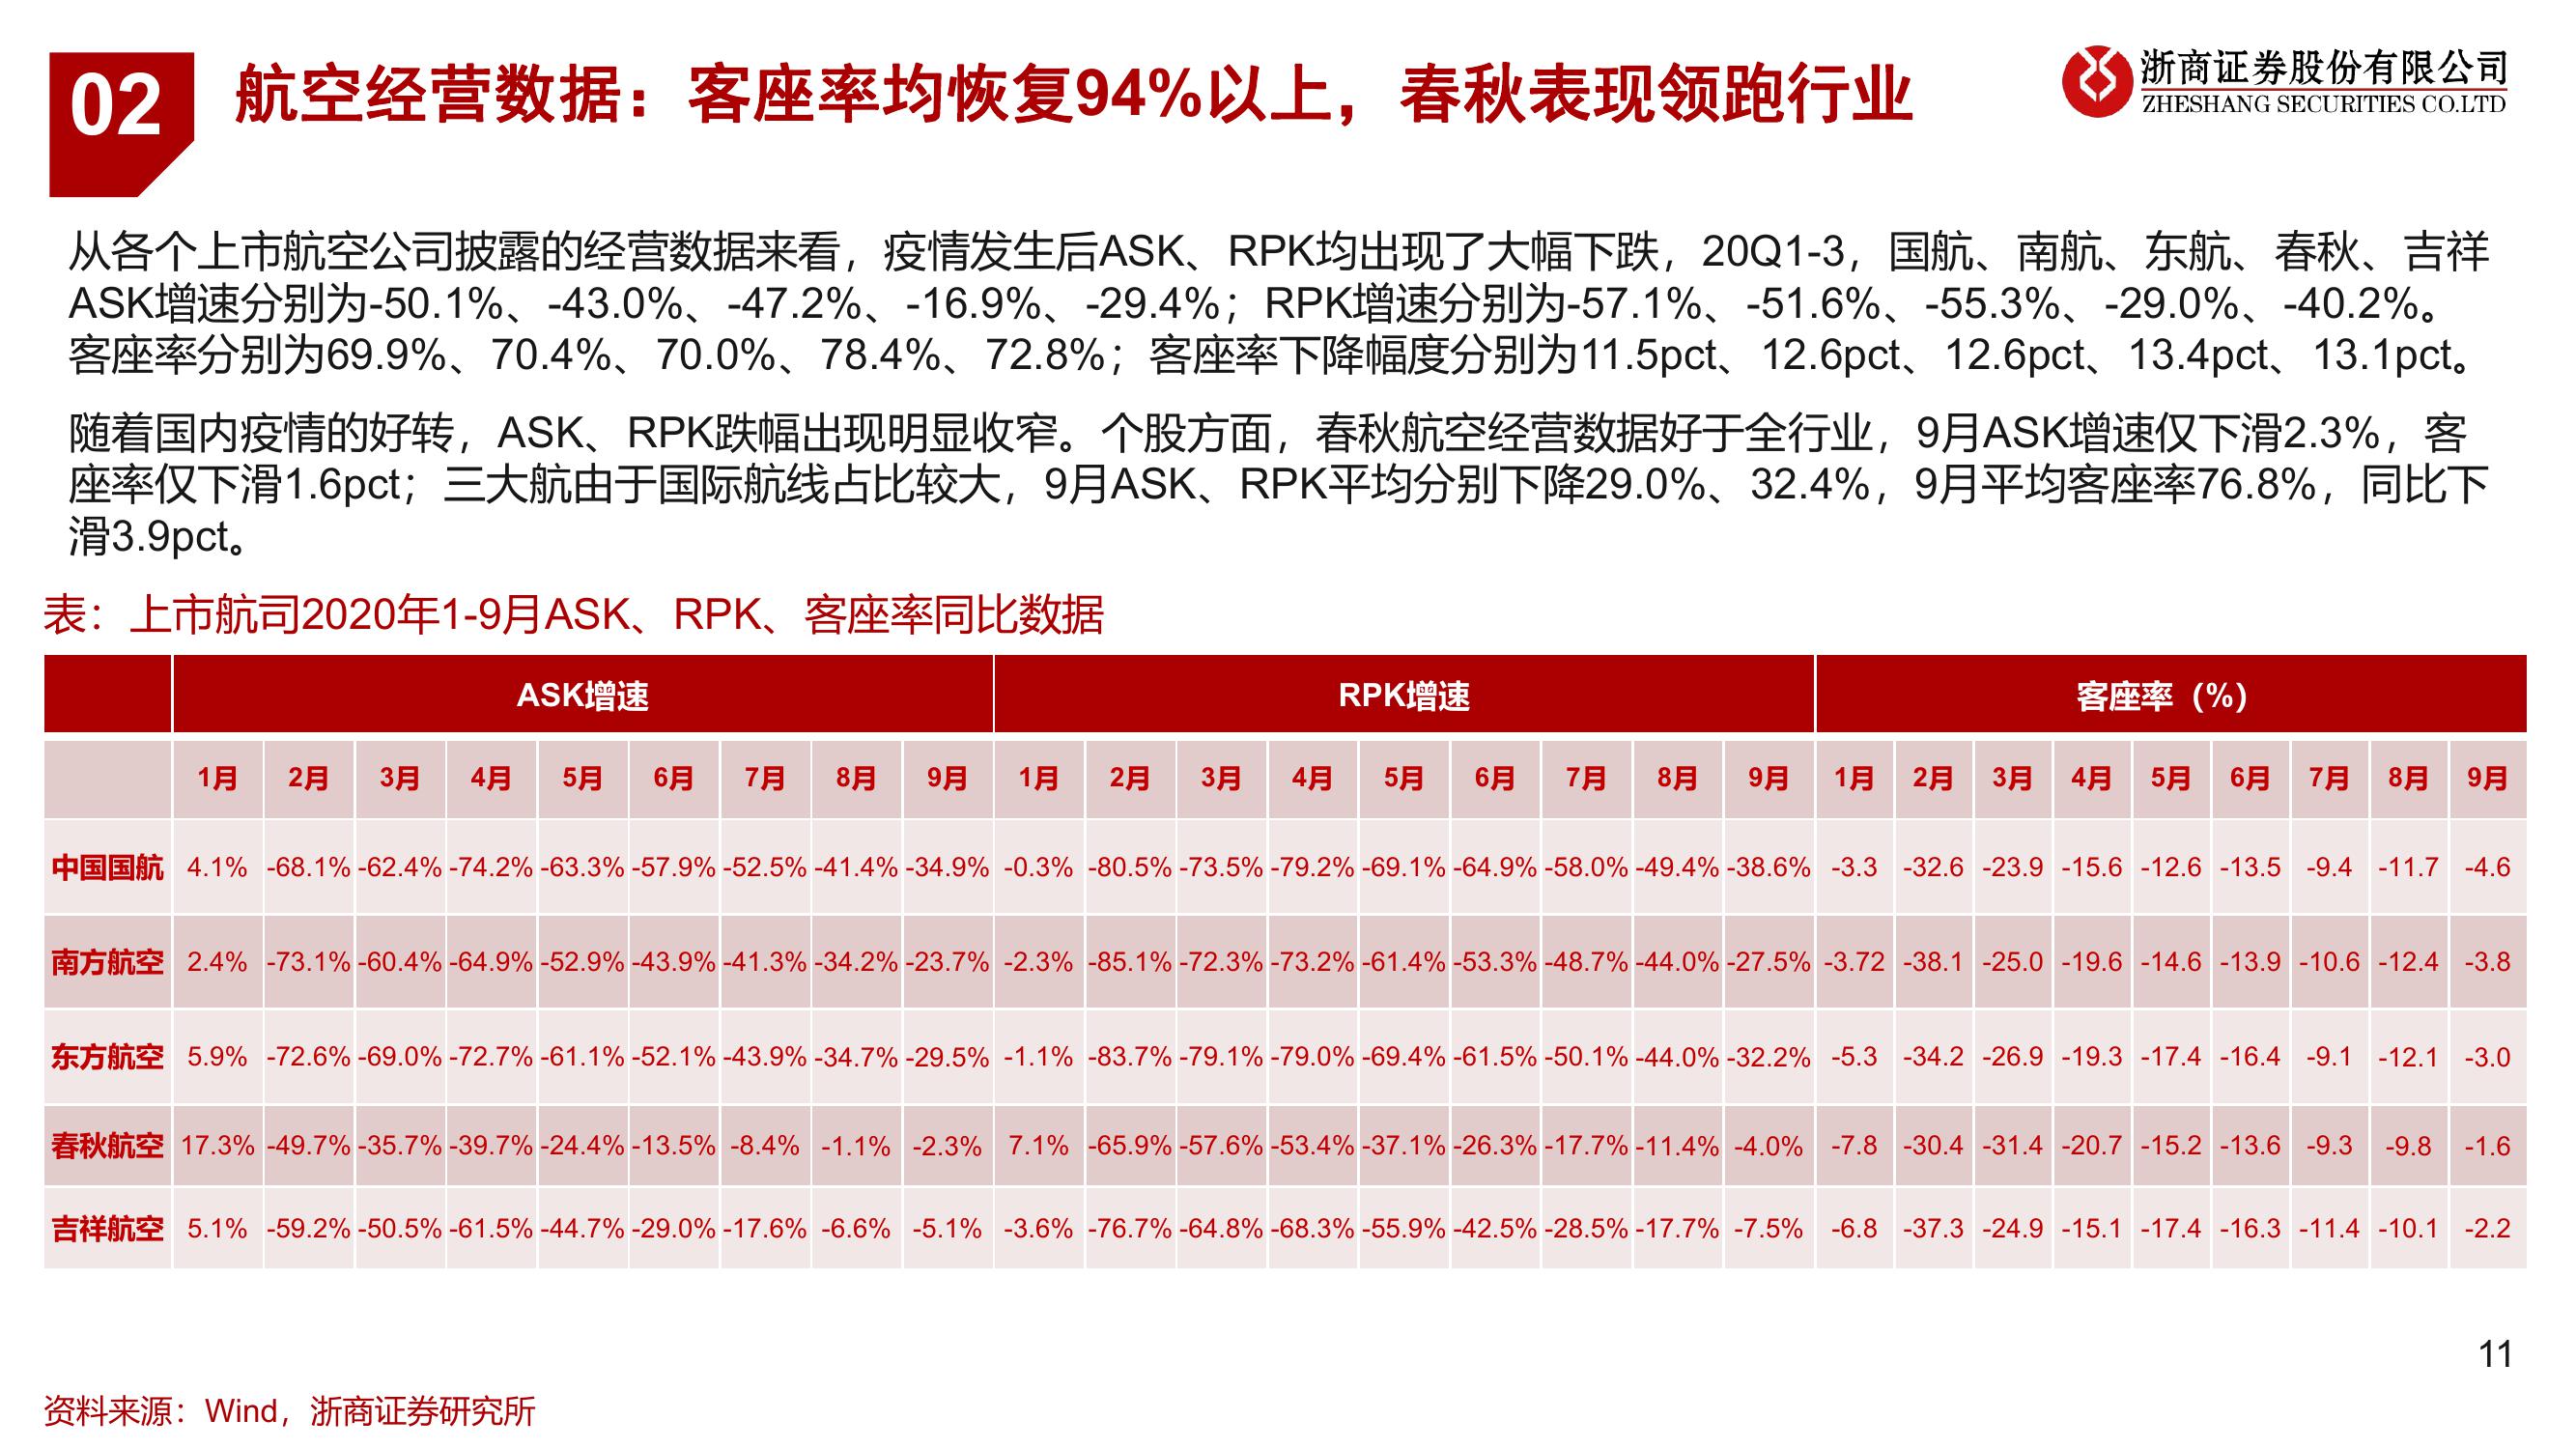 02
航空经营数据：客座率均恢复94%以上，春秋表现领跑行业
浙商证券股份有限公司
ZHESHANG SECURITIES CO.LTD
从各个上市航空公司披露的经营数据来看，疫情发生后ASK、RPK均出现了大幅下跌，20Q1-3，国航、南航、东航、春秋、吉祥
ASK增速分别为-50.1%、-43.0%、-47.2%、-16.9%、-29.4%；RPK增速分别为-57.1%、-51.6%、-55.3%、-29.0%、-40.2%。
客座率分别为69.9%、70.4%、70.0%、78.4%、72.8%；客座率下降幅度分别为11.5pct、12.6pct、12.6pct、13.4pct、13.1pct。
随着国内疫情的好转，ASK、RPK跌幅出现明显收窄。个股方面，春秋航空经营数据好于全行业，9月ASK增速仅下滑2.3%，客
座率仅下滑1.6pct；三大航由于国际航线占比较大，9月ASK、RPK平均分别下降29.0%、32.4%，9月平均客座率76.8%，同比下
滑3.9pct。
表：上市航司2020年1-9月ASK、RPK、客座率同比数据
ASK增速 RPK增速 客座率（%）
1月 2月 3月 4月 5月 6月 7月 8月 9月 1月 2月 3月 4月 5月 6月 7月 8月 9月 1月 2月 3月 4月 5月 6月 7月 8月 9月
中国国航 4.1% -68.1% -62.4% -74.2% -63.3% -57.9% -52.5% -41.4% -34.9% -0.3% -80.5% -73.5% -79.2% -69.1% -64.9% -58.0% -49.4% -38.6% -3.3 -32.6 -23.9 -15.6 -12.6 -13.5 -9.4 -11.7 -4.6
南方航空 2.4% -73.1% -60.4% -64.9% -52.9% -43.9% -41.3% -34.2% -23.7% -2.3% -85.1% -72.3% -73.2% -61.4% -53.3% -48.7% -44.0% -27.5% -3.72 -38.1 -25.0 -19.6 -14.6 -13.9 -10.6 -12.4 -3.8
东方航空 5.9% -72.6% -69.0% -72.7% -61.1% -52.1% -43.9% -34.7% -29.5% -1.1% -83.7% -79.1% -79.0% -69.4% -61.5% -50.1% -44.0% -32.2% -5.3 -34.2 -26.9 -19.3 -17.4 -16.4 -9.1 -12.1 -3.0
春秋航空 17.3% -49.7% -35.7% -39.7% -24.4% -13.5% -8.4% -1.1% -2.3% 7.1% -65.9% -57.6% -53.4% -37.1% -26.3% -17.7% -11.4% -4.0% -7.8 -30.4 -31.4 -20.7 -15.2 -13.6 -9.3 -9.8 -1.6
吉祥航空 5.1% -59.2% -50.5% -61.5% -44.7% -29.0% -17.6% -6.6% -5.1% -3.6% -76.7% -64.8% -68.3% -55.9% -42.5% -28.5% -17.7% -7.5% -6.8 -37.3 -24.9 -15.1 -17.4 -16.3 -11.4 -10.1 -2.2
11
资料来源：Wind，浙商证券研究所